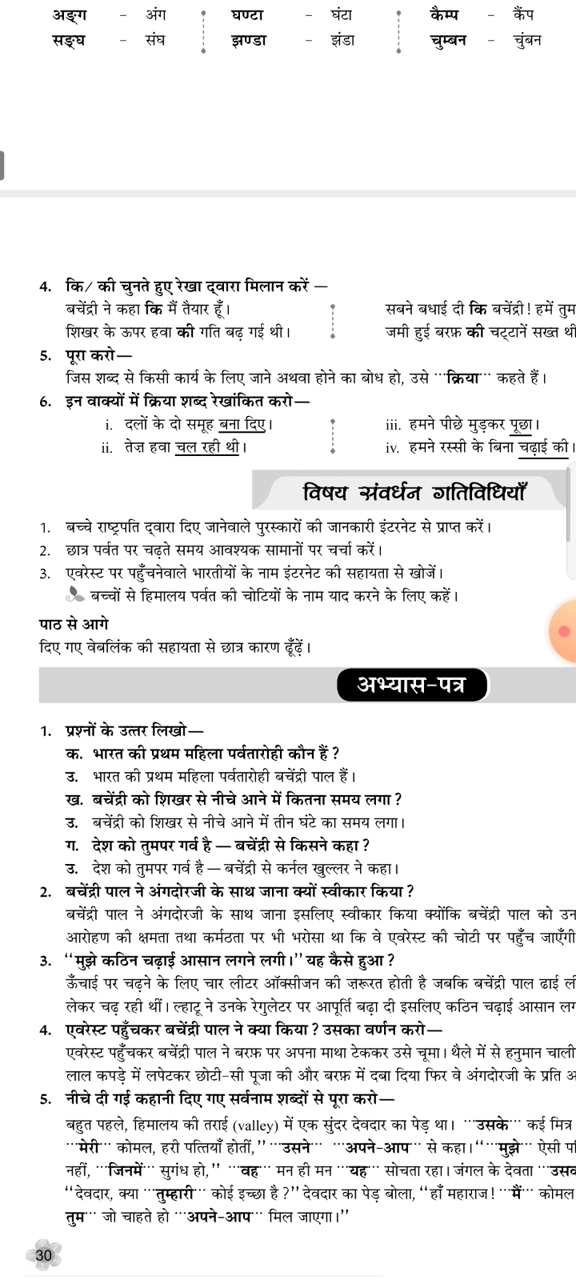 अङ्ग – अंग घण्टा – घंटा कैम्प – कैंप
सङ्घ – संघ झण्डा – झंडा चुम्बन – चुंबन
4. कि/ की चुनते हुए रेखा द्वारा मिलान करें —
बचेंद्री ने कहा कि मैं तैयार हूँ। सबने बधाई दी कि बचेंद्री! हमें तुम
शिखर के ऊपर हवा की गति बढ़ गई थी। जमी हुई बरफ़ की चट्टानें सख्त थी
5. पूरा करो—
जिस शब्द से किसी कार्य के लिए जाने अथवा होने का बोध हो, उसे ···क्रिया··· कहते हैं।
6. इन वाक्यों में क्रिया शब्द रेखांकित करो—
i. दलों के दो समूह बना दिए। iii. हमने पीछे मुड़कर पूछा।
ii. तेज़ हवा चल रही थी। iv. हमने रस्सी के बिना चढ़ाई की।
विषय संवर्धन गतिविधियाँ
1. बच्चे राष्ट्रपति द्वारा दिए जानेवाले पुरस्कारों की जानकारी इंटरनेट से प्राप्त करें।
2. छात्र पर्वत पर चढ़ते समय आवश्यक सामानों पर चर्चा करें।
3. एवरेस्ट पर पहुँचनेवाले भारतीयों के नाम इंटरनेट की सहायता से खोजें।
बच्चों से हिमालय पर्वत की चोटियों के नाम याद करने के लिए कहें।
पाठ से आगे
दिए गए वेबलिंक की सहायता से छात्र कारण ढूँढ़ें।
अभ्यास-पत्र
1. प्रश्नों के उत्तर लिखो—
क. भारत की प्रथम महिला पर्वतारोही कौन हैं?
उ. भारत की प्रथम महिला पर्वतारोही बचेंद्री पाल हैं।
ख. बचेंद्री को शिखर से नीचे आने में कितना समय लगा?
उ. बचेंद्री को शिखर से नीचे आने में तीन घंटे का समय लगा।
ग. देश को तुमपर गर्व है — बचेंद्री से किसने कहा?
उ. देश को तुमपर गर्व है — बचेंद्री से कर्नल खुल्लर ने कहा।
2. बचेंद्री पाल ने अंगदोरजी के साथ जाना क्यों स्वीकार किया?
बचेंद्री पाल ने अंगदोरजी के साथ जाना इसलिए स्वीकार किया क्योंकि बचेंद्री पाल को उन
आरोहण की क्षमता तथा कर्मठता पर भी भरोसा था कि वे एवरेस्ट की चोटी पर पहुँच जाएँगी
3. “मुझे कठिन चढ़ाई आसान लगने लगी।” यह कैसे हुआ?
ऊँचाई पर चढ़ने के लिए चार लीटर ऑक्सीजन की ज़रूरत होती है जबकि बचेंद्री पाल ढाई ली
लेकर चढ़ रही थीं। ल्हाटू ने उनके रेगुलेटर पर आपूर्ति बढ़ा दी इसलिए कठिन चढ़ाई आसान लग
4. एवरेस्ट पहुँचकर बचेंद्री पाल ने क्या किया? उसका वर्णन करो—
एवरेस्ट पहुँचकर बचेंद्री पाल ने बरफ़ पर अपना माथा टेककर उसे चूमा। थैले में से हनुमान चाली
लाल कपड़े में लपेटकर छोटी-सी पूजा की और बरफ़ में दबा दिया फिर वे अंगदोरजी के प्रति अ
5. नीचे दी गई कहानी दिए गए सर्वनाम शब्दों से पूरा करो—
बहुत पहले, हिमालय की तराई (valley) में एक सुंदर देवदार का पेड़ था। ···उसके··· कई मित्र
···मेरी··· कोमल, हरी पत्तियाँ होतीं,” ···उसने··· ···अपने-आप··· से कहा। “···मुझे··· ऐसी प
नहीं, ···जिनमें··· सुगंध हो,” ···वह··· मन ही मन ···यह··· सोचता रहा। जंगल के देवता ···उस
“देवदार, क्या ···तुम्हारी··· कोई इच्छा है?” देवदार का पेड़ बोला, “हाँ महाराज! ···मैं··· कोमल
तुम··· जो चाहते हो ···अपने-आप··· मिल जाएगा।”
30